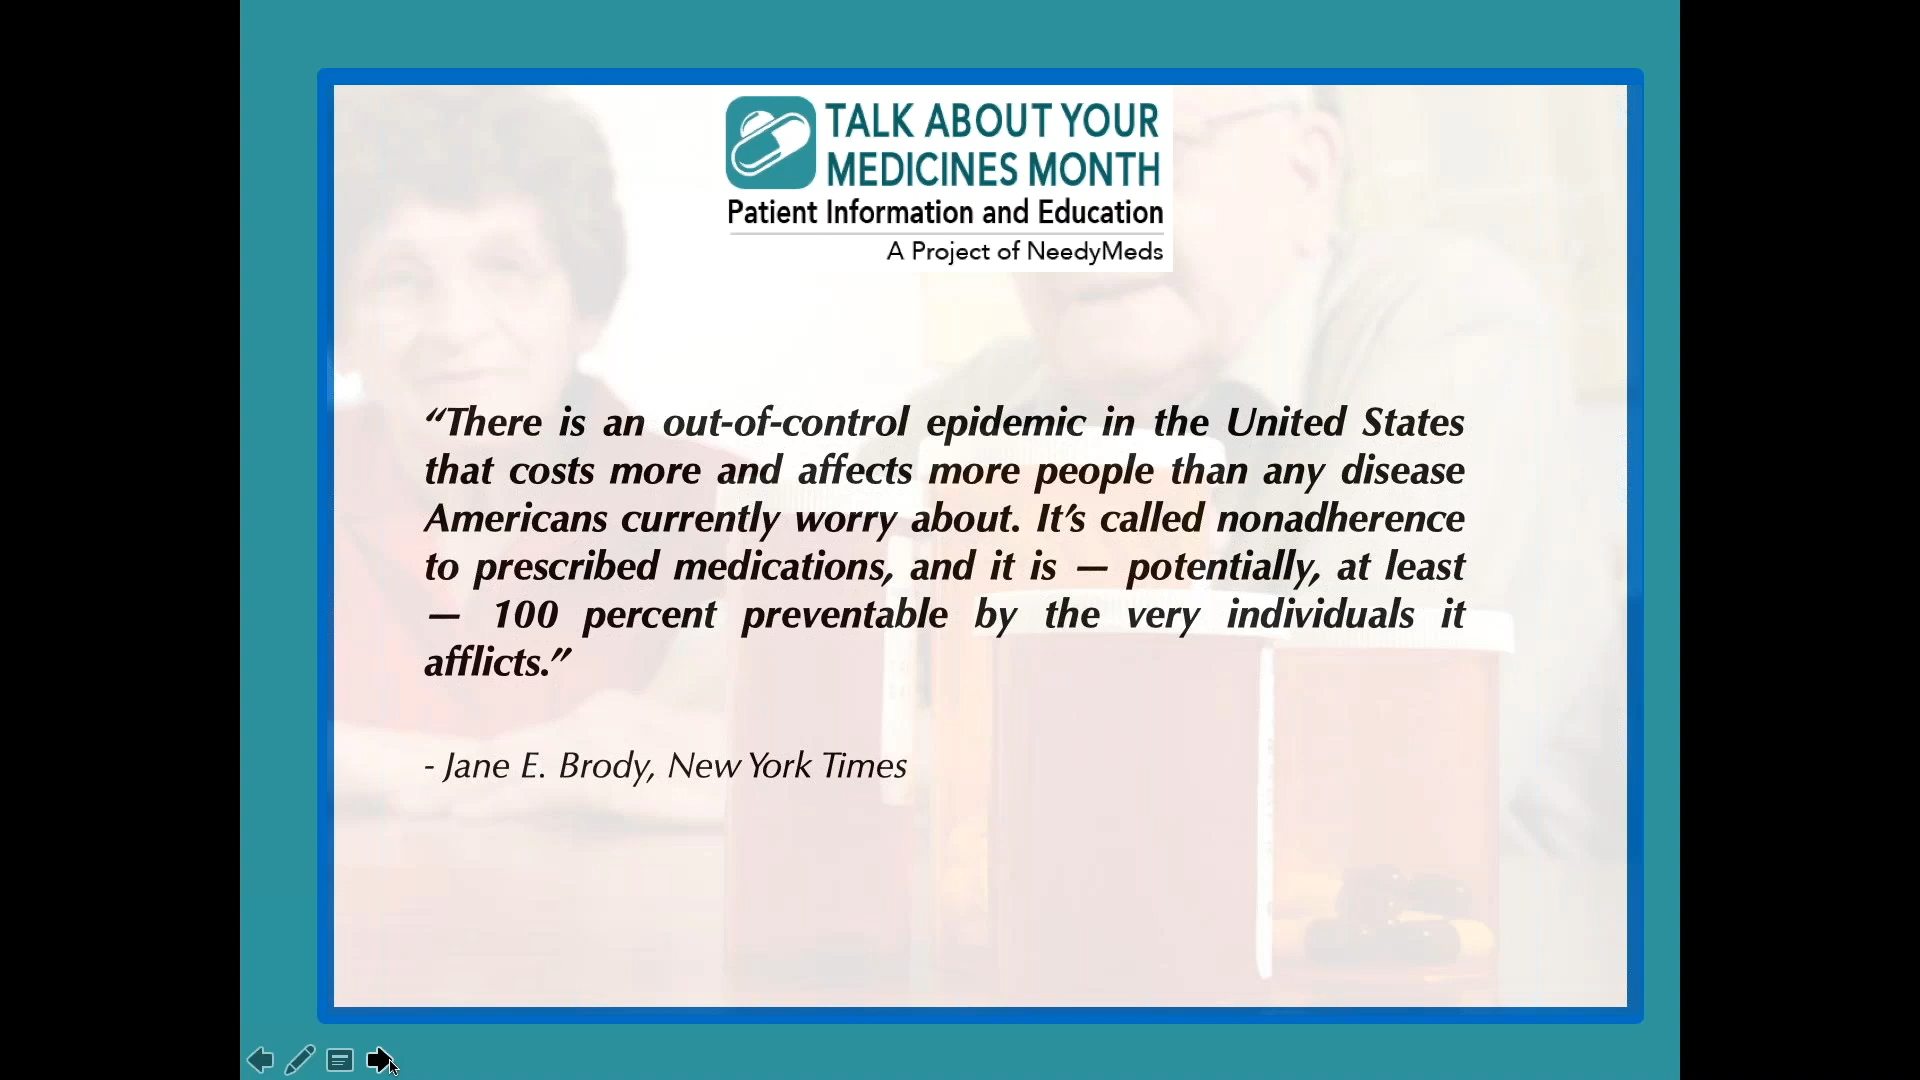 TALK ABOUT YOUR
MEDICINES MONTH
Patient Information and Education
A Project of NeedyMeds
“There is an out-of-control epidemic in the United States
that costs more and affects more people than any disease
Americans currently worry about. It’s called nonadherence
to prescribed medications, and it is — potentially, at least
— 100 percent preventable by the very individuals it
afflicts.”
- Jane E. Brody, New York Times